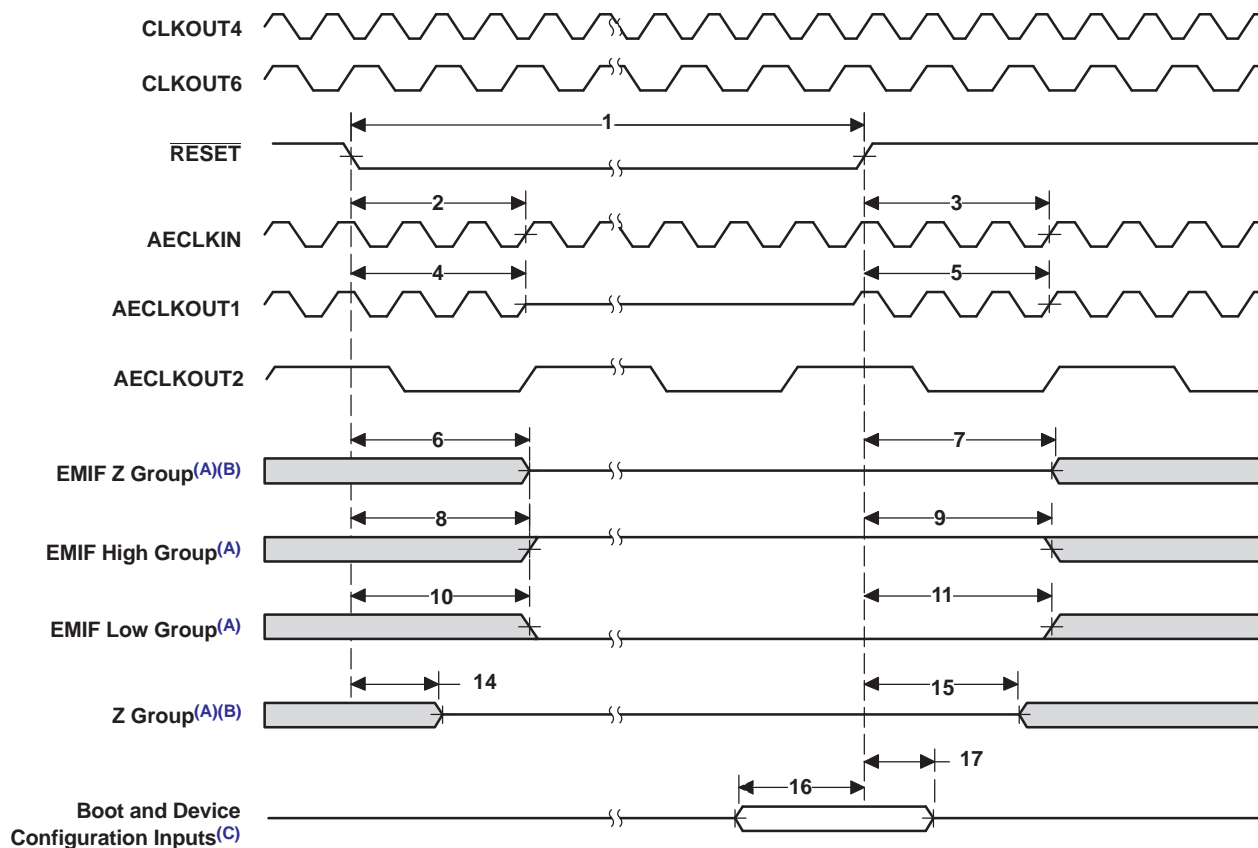 CLKOUT4
CLKOUT6
1
RESET
2
3
AECLKIN
4
5
AECLKOUT1
AECLKOUT2
6
7
EMIF Z Group(A)(B)
8
9
EMIF High Group(A)
10
11
EMIF Low Group(A)
14
15
Z Group(A)(B)
17
16
Boot and Device
Configuration Inputs(C)